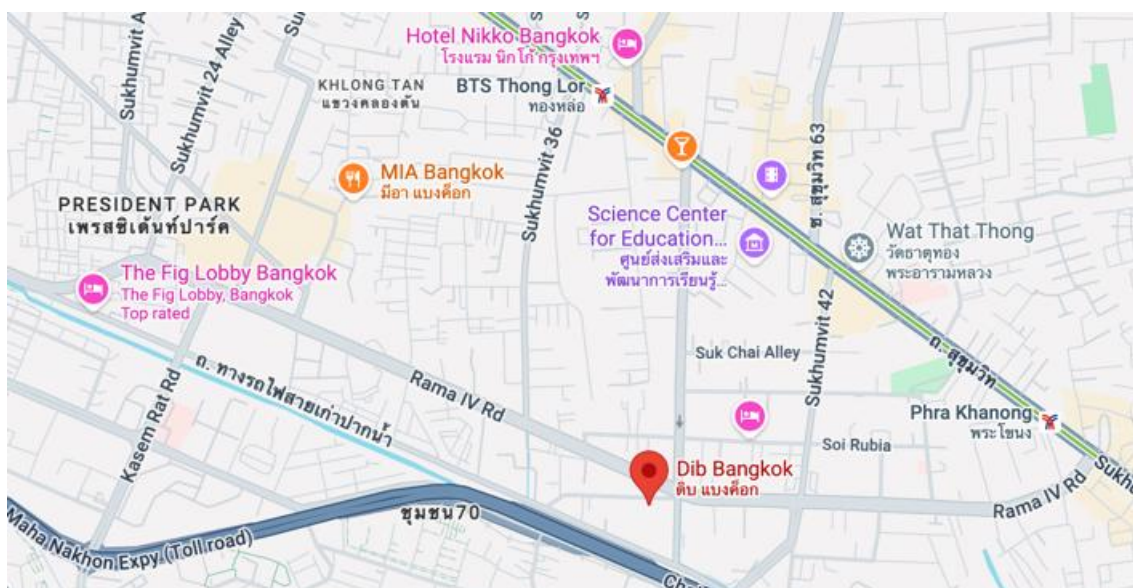 Hotel Nikko Bangkok
โรงแรม นิกโก้ กรุงเทพฯ
Sukhumvit 24 Alley
KHLONG TAN
แขวงคลองตัน
BTS Thong Lor
ทองหล่อ
Sukhumvit 36
ซ. สุขุมวิท 63
MIA Bangkok
มีอา แบงค็อก
PRESIDENT PARK
เพรสซิเด้นท์ปาร์ค
Science Center
for Education...
ศูนย์ส่งเสริมและ
พัฒนาการเรียนรู้...
Wat That Thong
วัดธาตุทอง
พระอารามหลวง
The Fig Lobby Bangkok
The Fig Lobby, Bangkok
Top rated
Sukhumvit 42
Suk Chai Alley
ถ. สุขุมวิท
ถ. ทางรถไฟสายเก่าปากน้ำ
Rama IV Rd
Kasem Rat Rd
Phra Khanong
พระโขนง
Soi Rubia
Dib Bangkok
ดิบ แบงค็อก
Rama IV Rd
ชุมชน70
Maha Nakhon Expy (Toll road)